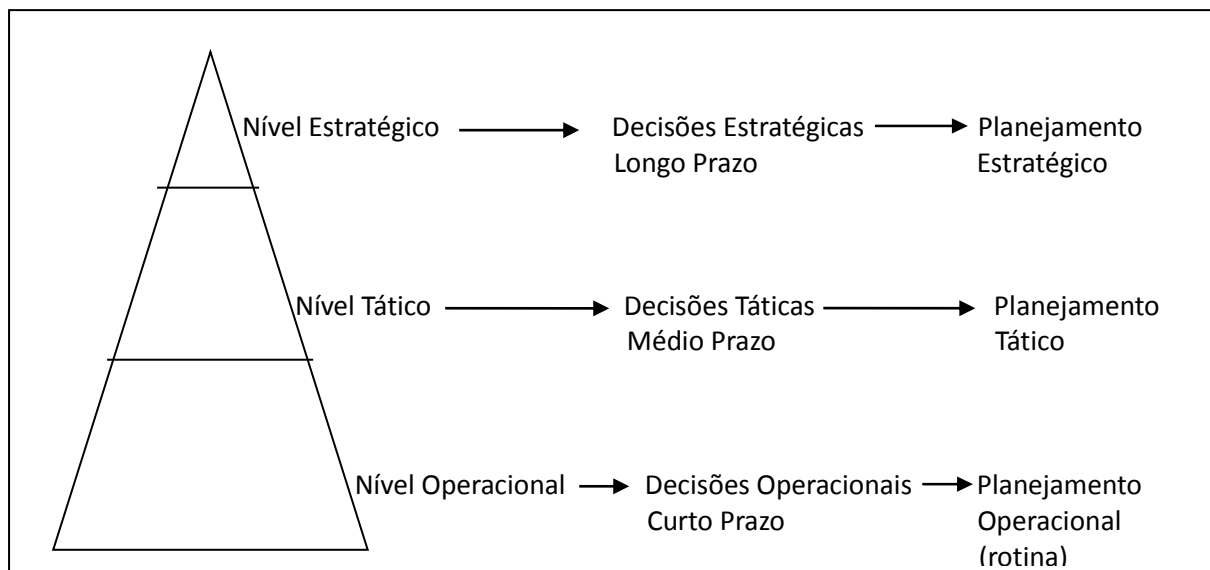 Nível Estratégico Decisões Estratégicas Planejamento
Longo Prazo Estratégico
Nível Tático Decisões Táticas Planejamento
Médio Prazo Tático
Nível Operacional Decisões Operacionais Planejamento
Curto Prazo Operacional
(rotina)